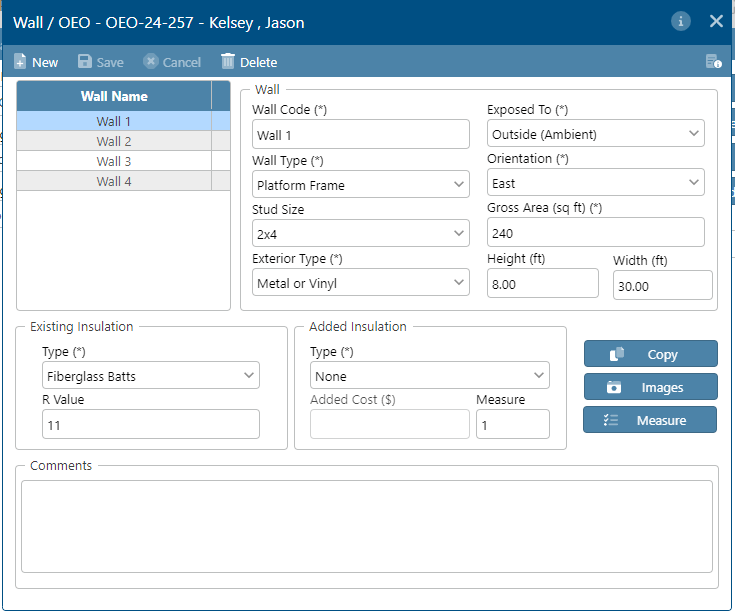 Wall / OEO - OEO-24-257 - Kelsey , Jason
New Save Cancel Delete
Wall Name
Wall 1
Wall 2
Wall 3
Wall 4
Wall
Wall Code (*)
Wall 1
Wall Type (*)
Platform Frame
Stud Size
2x4
Exterior Type (*)
Metal or Vinyl
Exposed To (*)
Outside (Ambient)
Orientation (*)
East
Gross Area (sq ft) (*)
240
Height (ft) Width (ft)
8.00 30.00
Existing Insulation
Type (*)
Fiberglass Batts
R Value
11
Added Insulation
Type (*)
None
Added Cost ($) Measure
1
Copy
Images
Measure
Comments